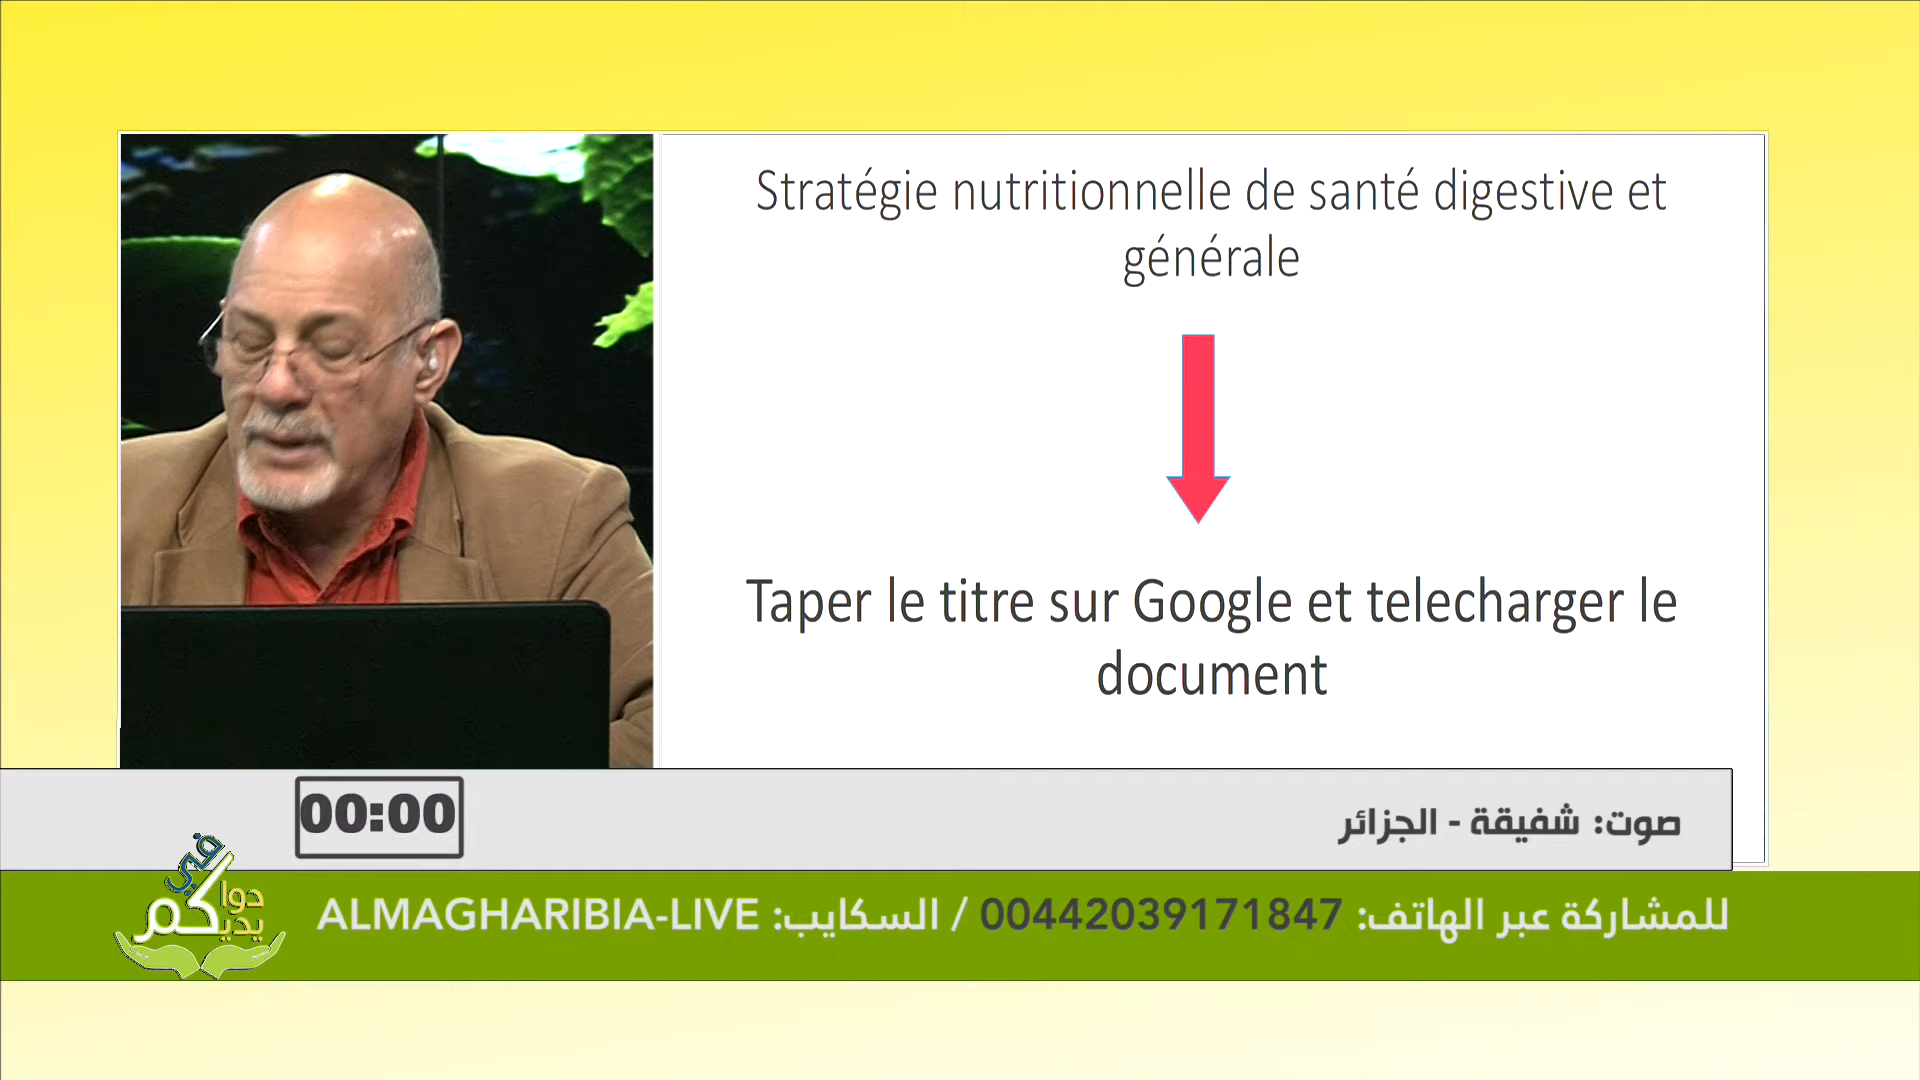 Stratégie nutritionnelle de santé digestive et
générale
Taper le titre sur Google et telecharger le
document
00:00
صوت: شفيقة - الجزائر
في
دوا
يديكم
للمشاركة عبر الهاتف: 00442039171847 / السكايب: ALMAGHARIBIA-LIVE